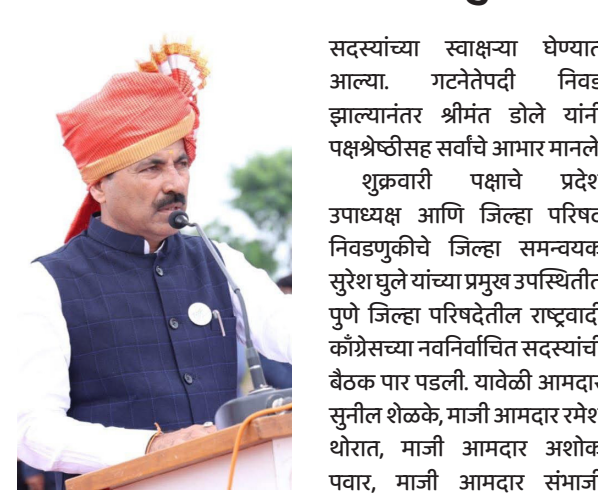 सदस्यांच्या स्वाक्षऱ्या घेण्यात
आल्या. गटनेतेपदी निवड
झाल्यानंतर श्रीमंत डोले यांनी
पक्षश्रेष्ठीसह सर्वांचे आभार मानले
शुक्रवारी पक्षाचे प्रदेश
उपाध्यक्ष आणि जिल्हा परिषद
निवडणुकीचे जिल्हा समन्वयक
सुरेश घुले यांच्या प्रमुख उपस्थितीत
पुणे जिल्हा परिषदेतील राष्ट्रवादी
काँग्रेसच्या नवनिर्वाचित सदस्यांची
बैठक पार पडली. यावेळी आमदार
सुनील शेळके, माजी आमदार रमेश
थोरात, माजी आमदार अशोक
पवार, माजी आमदार संभाजी